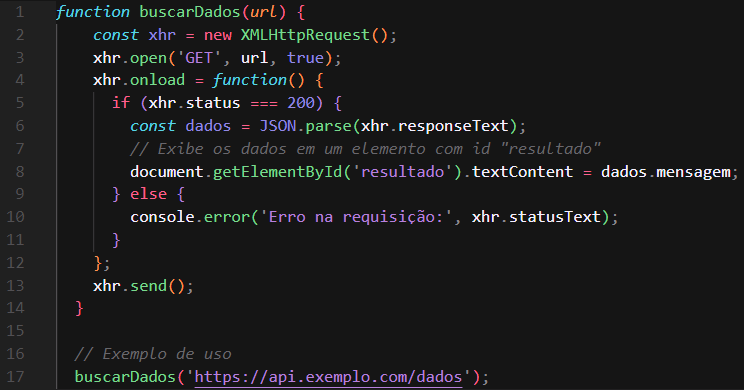 1 function buscarDados(url) {
2 const xhr = new XMLHttpRequest();
3 xhr.open('GET', url, true);
4 xhr.onload = function() {
5 if (xhr.status === 200) {
6 const dados = JSON.parse(xhr.responseText);
7 // Exibe os dados em um elemento com id "resultado"
8 document.getElementById('resultado').textContent = dados.mensagem;
9 } else {
10 console.error('Erro na requisição:', xhr.statusText);
11 }
12 };
13 xhr.send();
14 }
15
16 // Exemplo de uso
17 buscarDados('https://api.exemplo.com/dados');